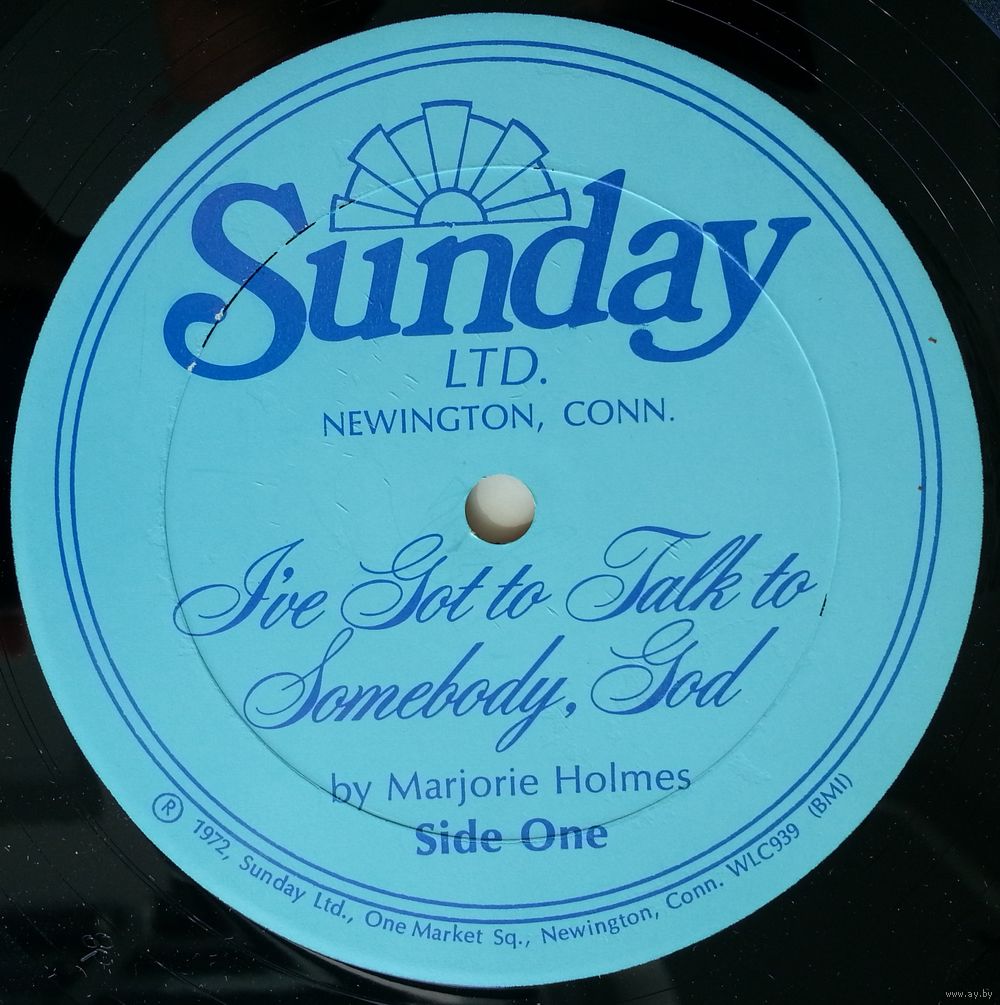 Sunday
LTD.
NEWINGTON, CONN.
I've Got to Talk to
Somebody, God
by Marjorie Holmes
Side One
Ⓡ 1972, Sunday Ltd., One Market Sq., Newington, Conn. WLC939 (BMI)
www.ay.by